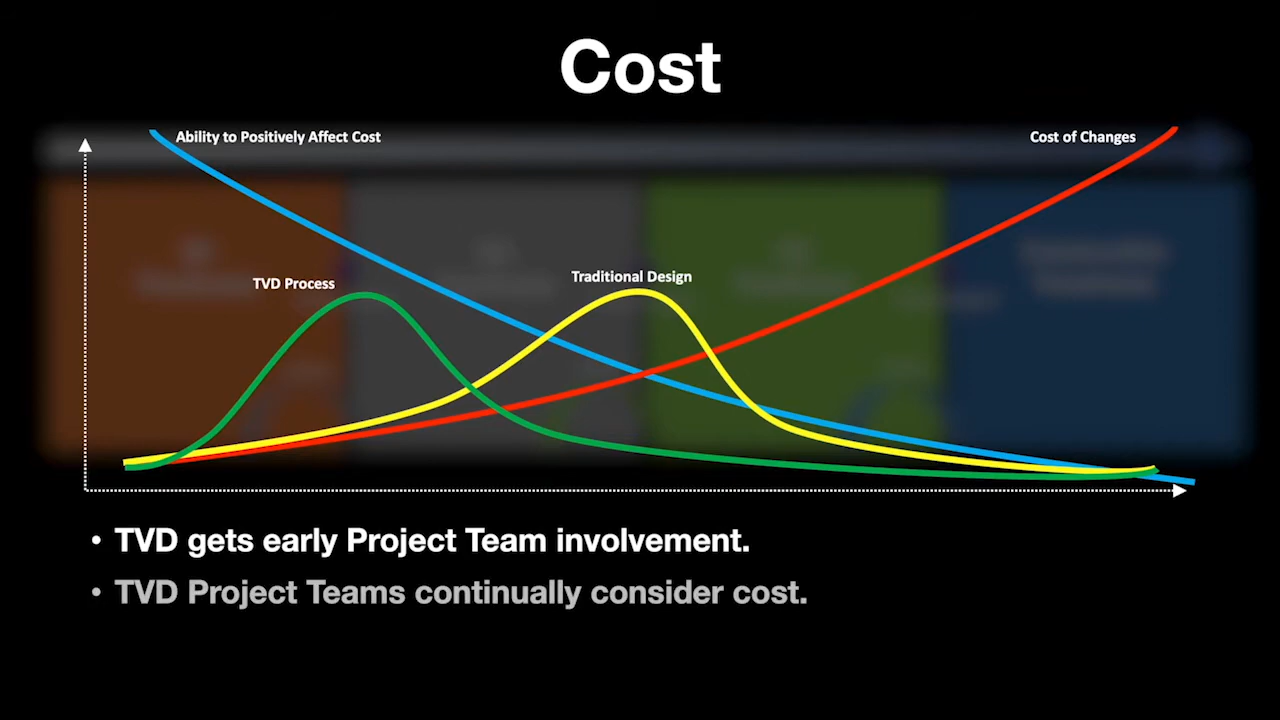 Cost
Ability to Positively Affect Cost
Cost of Changes
TVD Process
Traditional Design
• TVD gets early Project Team involvement.
• TVD Project Teams continually consider cost.